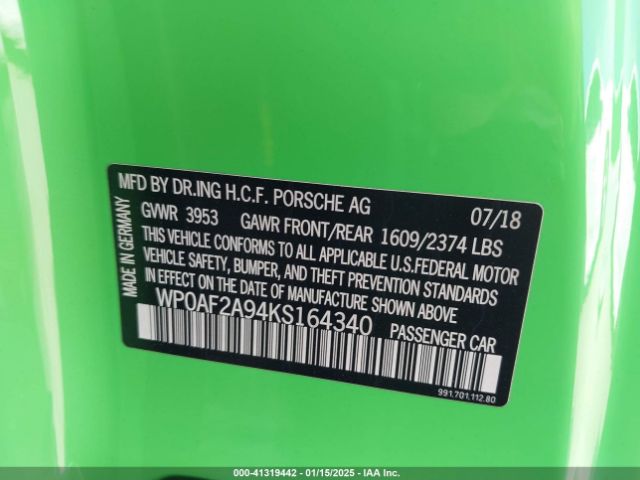 MFD BY DR.ING H.C.F. PORSCHE AG 07/18
GVWR 3953 GAWR FRONT/REAR 1609/2374 LBS
THIS VEHICLE CONFORMS TO ALL APPLICABLE U.S.FEDERAL MOTOR
VEHICLE SAFETY, BUMPER, AND THEFT PREVENTION STANDARDS
IN EFFECT ON THE DATE OF MANUFACTURE SHOWN ABOVE
WP0AF2A94KS164340 PASSENGER CAR
991.701.112.80
MADE IN GERMANY
000-41319442 - 01/15/2025 - IAA Inc.